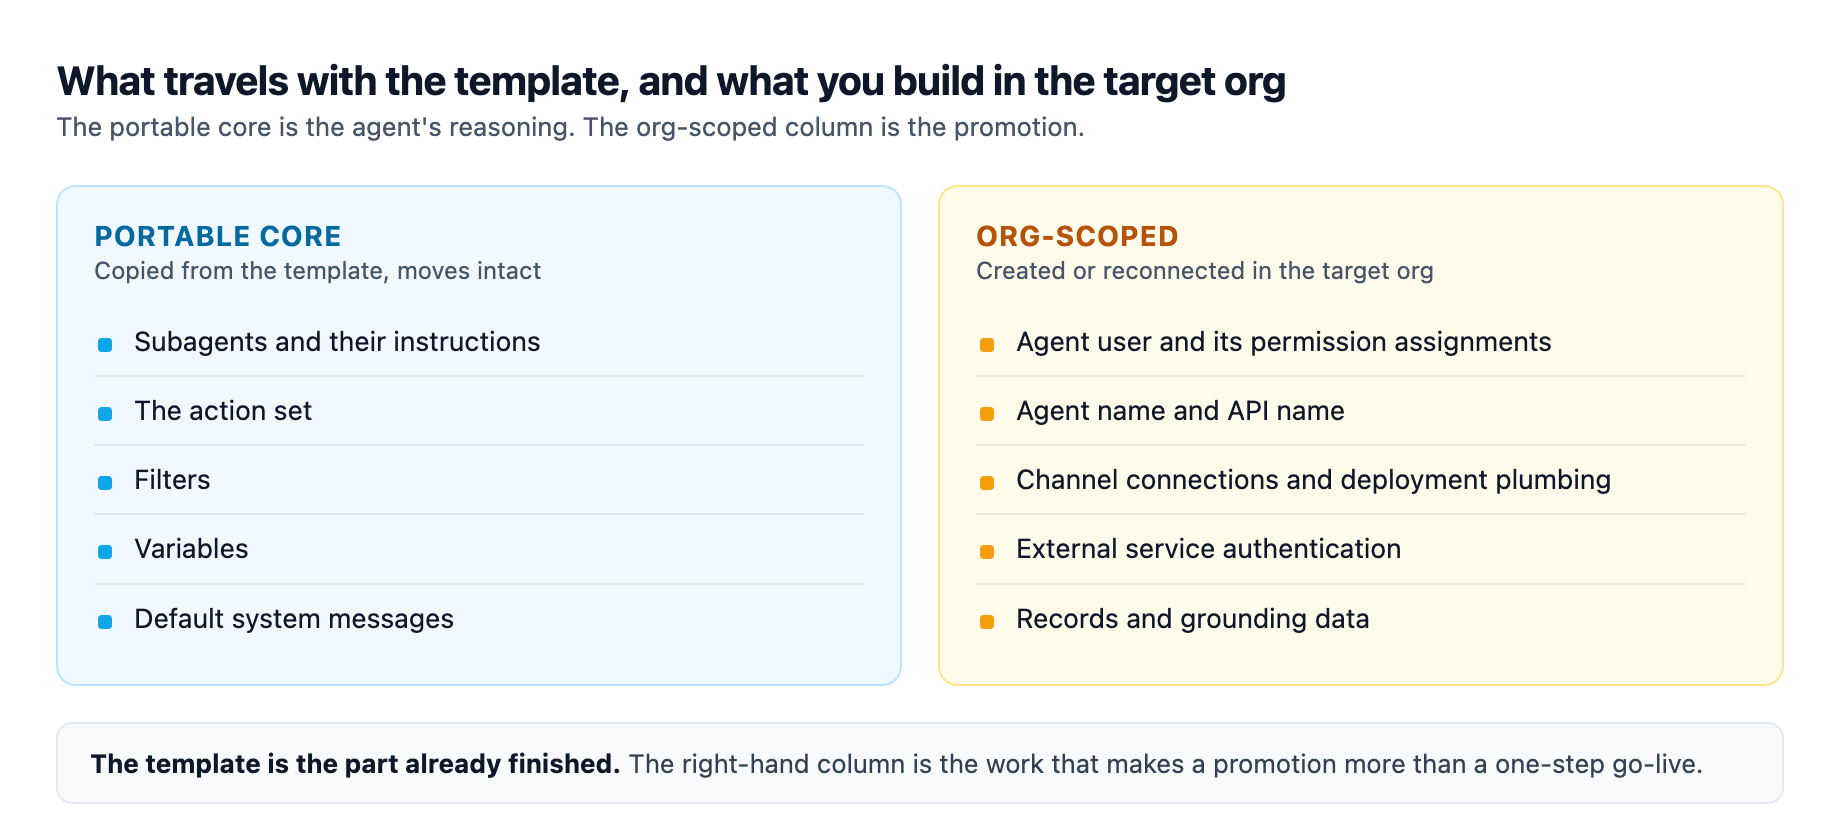 What travels with the template, and what you build in the target org
The portable core is the agent's reasoning. The org-scoped column is the promotion.
PORTABLE CORE
Copied from the template, moves intact
Subagents and their instructions
The action set
Filters
Variables
Default system messages
ORG-SCOPED
Created or reconnected in the target org
Agent user and its permission assignments
Agent name and API name
Channel connections and deployment plumbing
External service authentication
Records and grounding data
The template is the part already finished. The right-hand column is the work that makes a promotion more than a one-step go-live.